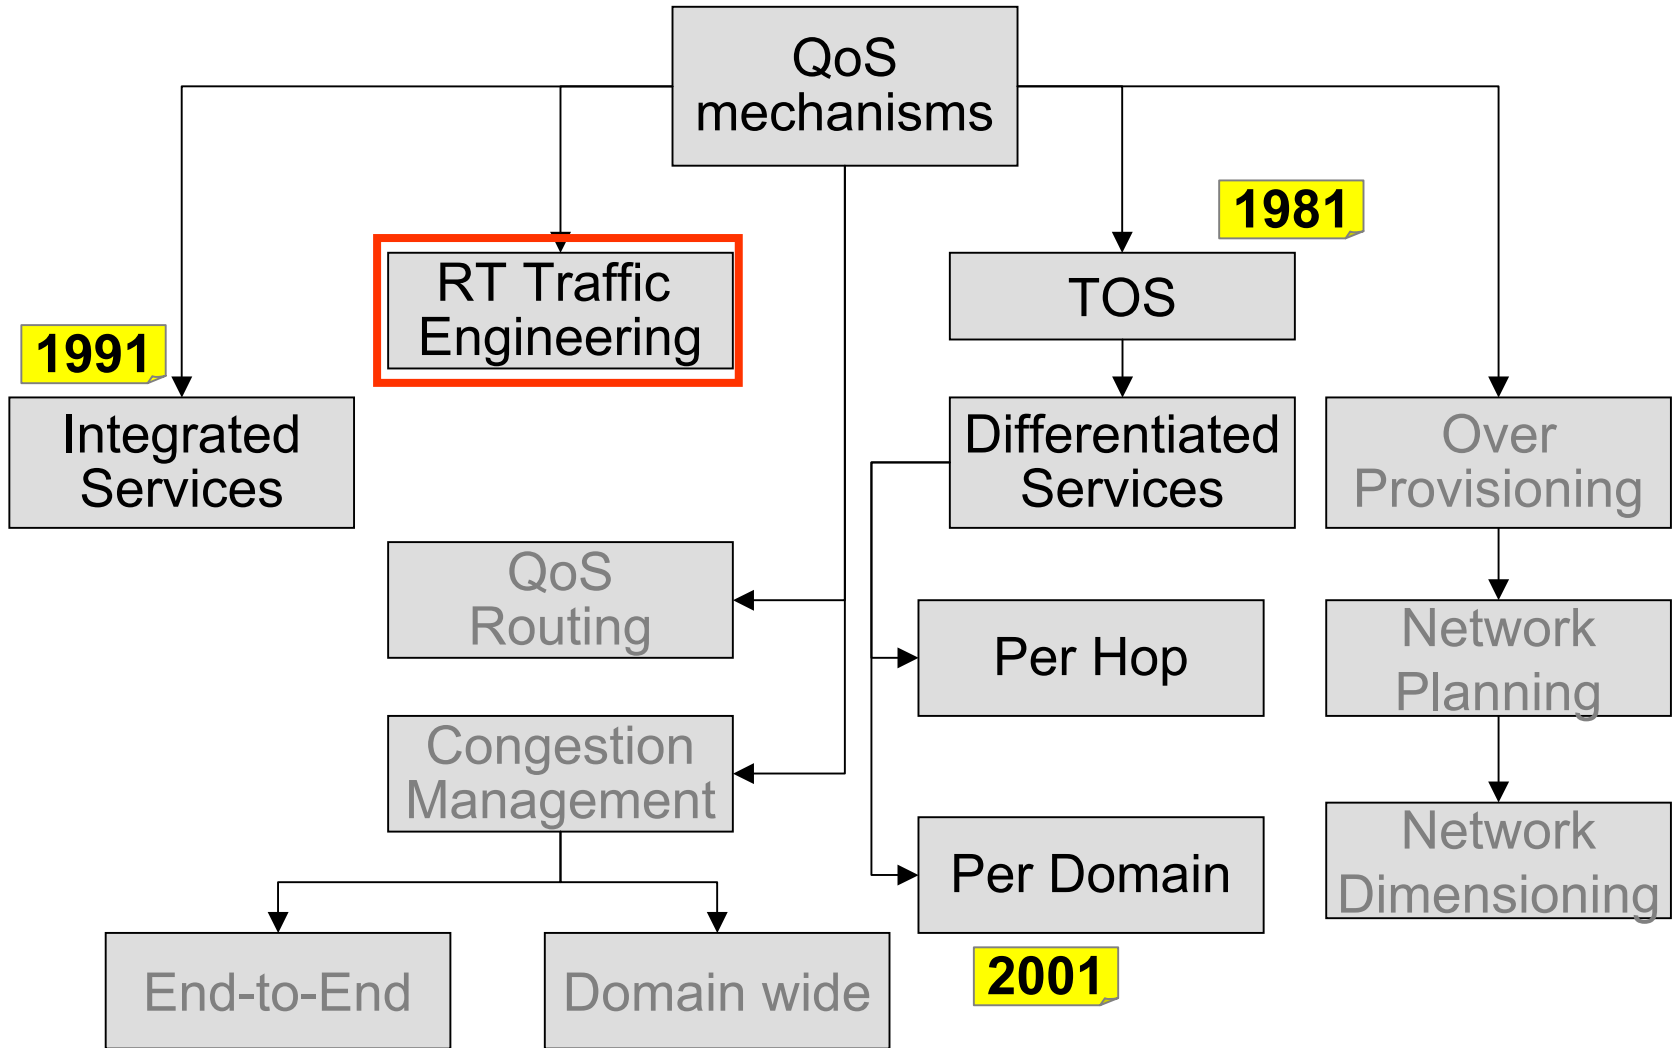 QoS
mechanisms
1981
RT Traffic
Engineering
TOS
1991
Integrated
Services
Differentiated
Services
Over
Provisioning
QoS
Routing
Per Hop
Network
Planning
Congestion
Management
Per Domain
Network
Dimensioning
End-to-End
Domain wide
2001